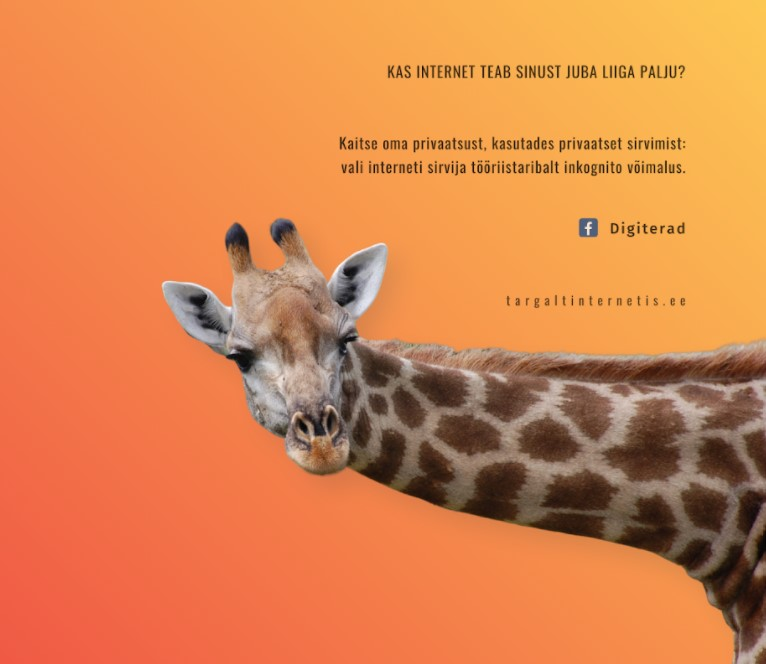 KAS INTERNET TEAB SINUST JUBA LIIGA PALJU?
Kaitse oma privaatsust, kasutades privaatset sirvimist:
vali interneti sirvija tööriistaribalt inkognito võimalus.
Digiterad
targaltinternetis.ee